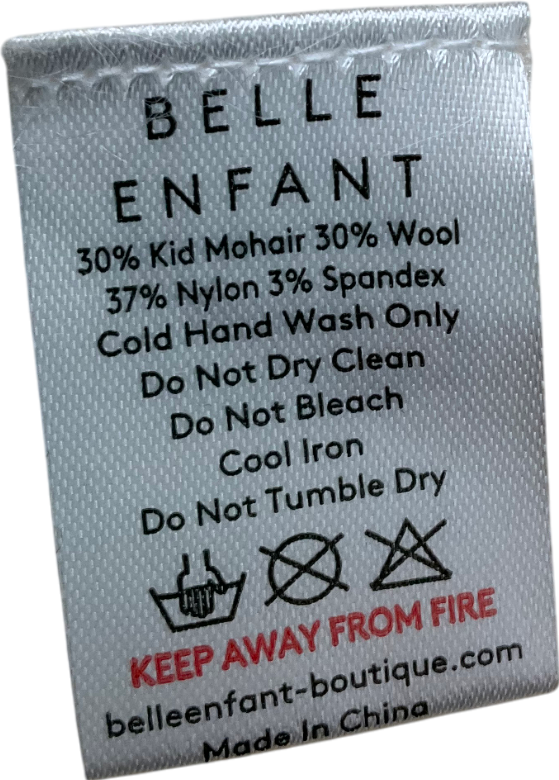 BELLE
ENFANT
30% Kid Mohair 30% Wool
37% Nylon 3% Spandex
Cold Hand Wash Only
Do Not Dry Clean
Do Not Bleach
Cool Iron
Do Not Tumble Dry
KEEP AWAY FROM FIRE
belleenfant-boutique.com
Made In China